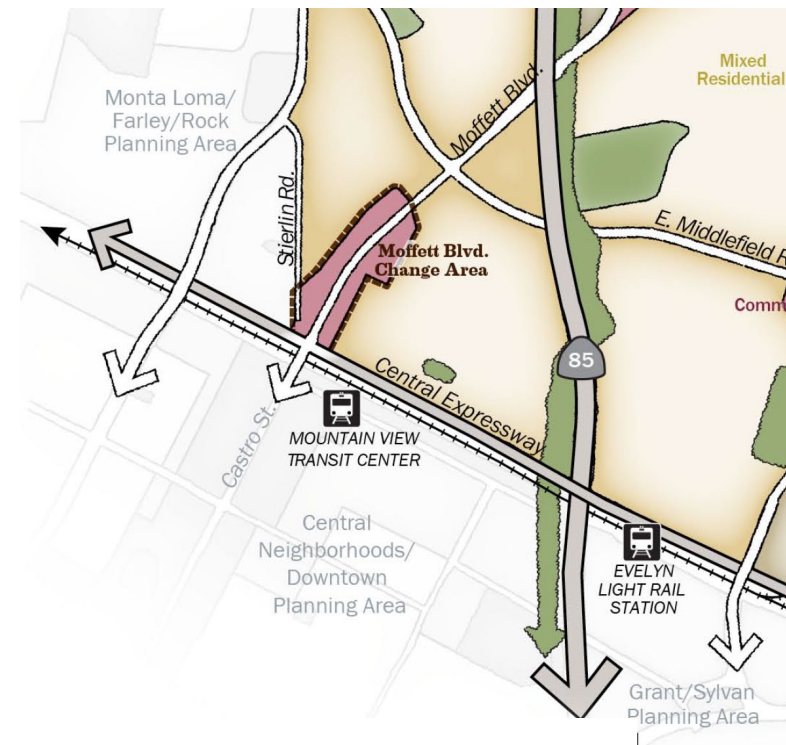 Mixed
Residential
Monta Loma/
Farley/Rock
Planning Area
Moffett Blvd.
Stierlin Rd.
E. Middlefield R
Moffett Blvd.
Change Area
Comm
85
Central Expressway
Castro St.
MOUNTAIN VIEW
TRANSIT CENTER
Central
Neighborhoods/
Downtown
Planning Area
EVELYN
LIGHT RAIL
STATION
Grant/Sylvan
Planning Area